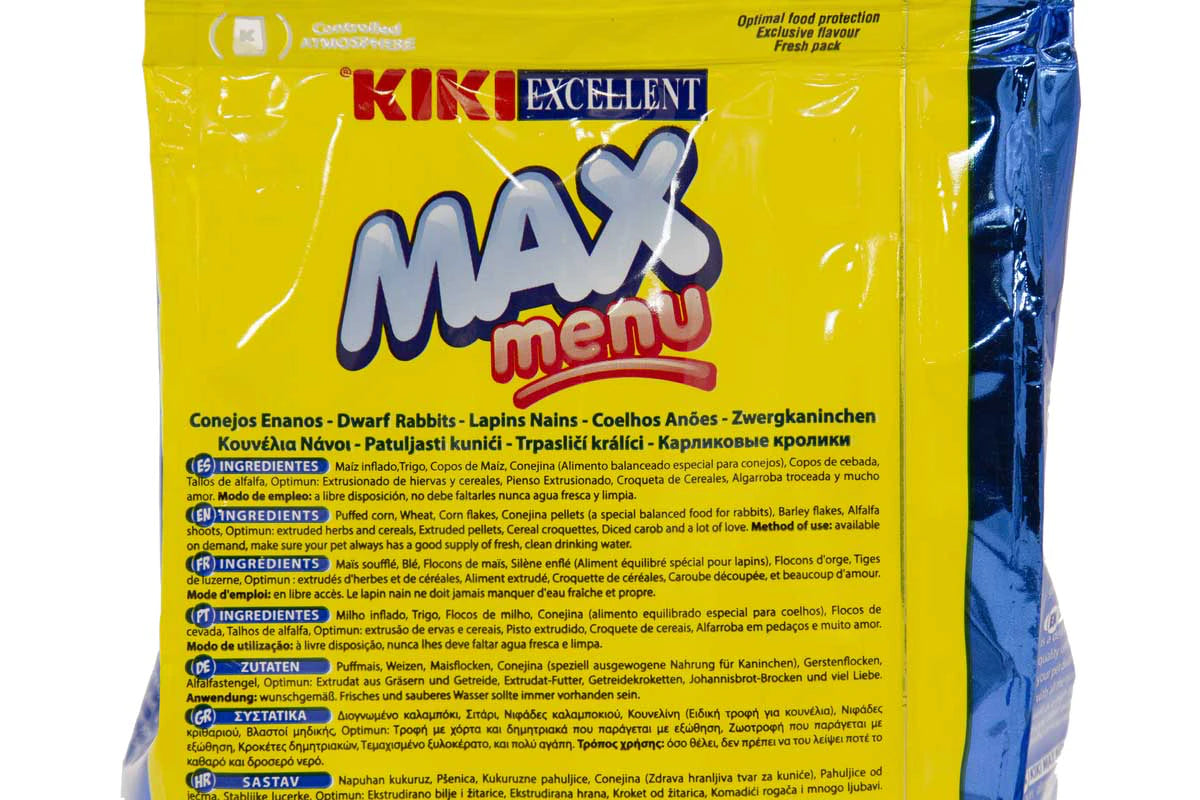 K
Controlled
ATMOSPHERE
Optimal food protection
Exclusive flavour
Fresh pack
®KIKI EXCELLENT
MAX
menu
Conejos Enanos - Dwarf Rabbits - Lapins Nains - Coelhos Anões - Zwergkaninchen
Κουνέλια Νάνοι - Patuljasti kunići - Trpasličí králíci - Карликовые кролики
ES INGREDIENTES Maíz inflado,Trigo, Copos de Maíz, Conejina (Alimento balanceado especial para conejos), Copos de cebada,
Tallos de alfalfa, Optimun: Extrusionado de hiervas y cereales, Pienso Extrusionado, Croqueta de Cereales, Algarroba troceada y mucho
amor. Modo de empleo: a libre disposición, no debe faltarles nunca agua fresca y limpia.
EN INGREDIENTS Puffed corn, Wheat, Corn flakes, Conejina pellets (a special balanced food for rabbits), Barley flakes, Alfalfa
shoots, Optimun: extruded herbs and cereals, Extruded pellets, Cereal croquettes, Diced carob and a lot of love. Method of use: available
on demand, make sure your pet always has a good supply of fresh, clean drinking water.
FR INGRÉDIENTS Maïs soufflé, Blé, Flocons de maïs, Silène enflé (Aliment équilibré spécial pour lapins), Flocons d'orge, Tiges
de luzerne, Optimun : extrudés d'herbes et de céréales, Aliment extrudé, Croquette de céréales, Caroube découpée, et beaucoup d'amour.
Mode d'emploi: en libre accès. Le lapin nain ne doit jamais manquer d'eau fraîche et propre.
PT INGREDIENTES Milho inflado, Trigo, Flocos de milho, Conejina (alimento equilibrado especial para coelhos), Flocos de
cevada, Talhos de alfalfa, Optimun: extrusão de ervas e cereais, Pisto extrudido, Croquete de cereais, Alfarroba em pedaços e muito amor.
Modo de utilização: à livre disposição, nunca lhes deve faltar agua fresca e limpa.
DE ZUTATEN Puffmais, Weizen, Maisflocken, Conejina (speziell ausgewogene Nahrung für Kaninchen), Gerstenflocken,
Alfalfastengel, Optimun: Extrudat aus Gräsern und Getreide, Extrudat-Futter, Getreidekroketten, Johannisbrot-Brocken und viel Liebe.
Anwendung: wunschgemäß. Frisches und sauberes Wasser sollte immer vorhanden sein.
GR ΣΥΣΤΑΤΙΚΑ Διογνωμένο καλαμπόκι, Σιτάρι, Νιφάδες καλαμποκιού, Κουνελίνη (Ειδική τροφή για κουνέλια), Νιφάδες
κριθαριού, Βλαστοί μηδικής, Optimun: Τροφή με χόρτα και δημητριακά που παράγεται με εξώθηση, Ζωοτροφή που παράγεται με
εξώθηση, Κροκέτες δημητριακών, Τεμαχισμένο ξυλοκέρατο, και πολύ αγάπη. Τρόπος χρήσης: όσο θέλει, δεν πρέπει να του λείψει ποτέ το
καθαρό και δροσερό νερό.
HR SASTAV Napuhan kukuruz, Pšenica, Kukuruzne pahuljice, Conejina (Zdrava hranljiva tvar za kuniće), Pahuljice od
ječma, Stabljike lucerke, Optimun: Ekstrudirano bilje i žitarice, Ekstrudirana hrana, Kroket od žitarica, Komadići rogača i mnogo ljubavi.
is a
quality
your pet
with all
KIKI MAX